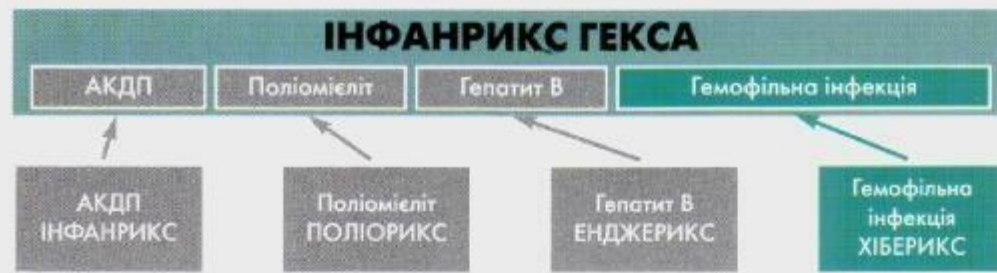 ІНФАНРИКС ГЕКСА
АКДП
Поліомієліт
Гепатит В
Гемофільна інфекція
АКДП
ІНФАНРИКС
Поліомієліт
ПОЛІОРИКС
Гепатит В
ЕНДЖЕРИКС
Гемофільна
інфекція
ХІБЕРИКС